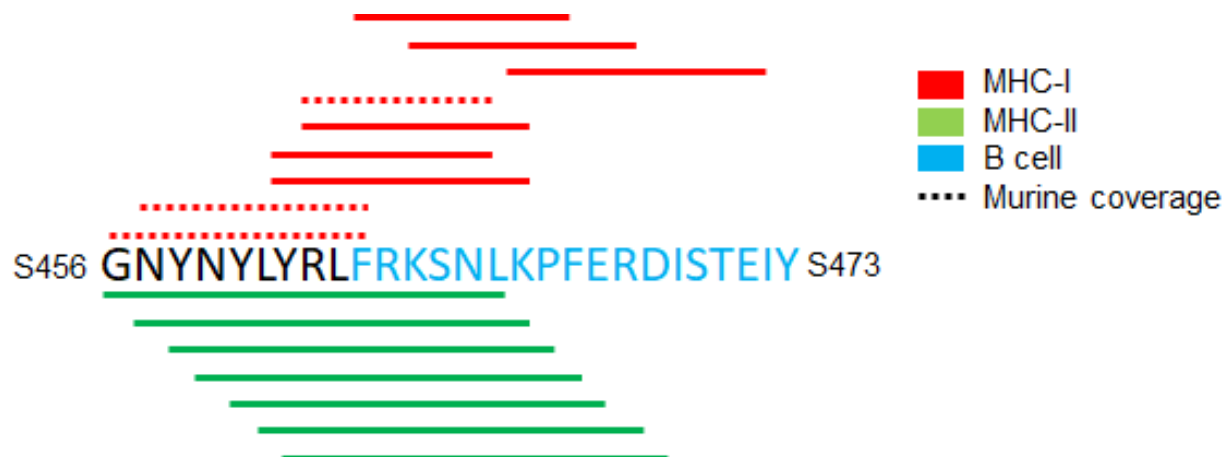 MHC-I
MHC-II
B cell
Murine coverage
S456 GNYNYLYRLFRKSNLKPFERDISTEIY S473